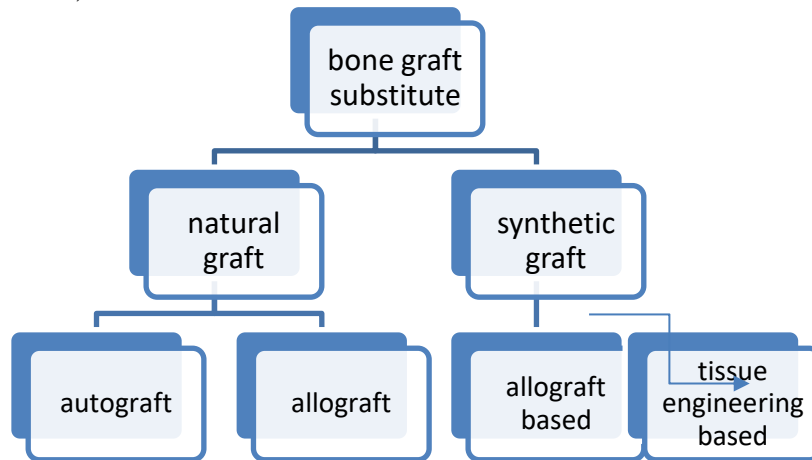 bone graft
substitute
natural
graft
synthetic
graft
autograft
allograft
allograft
based
tissue
engineering
based